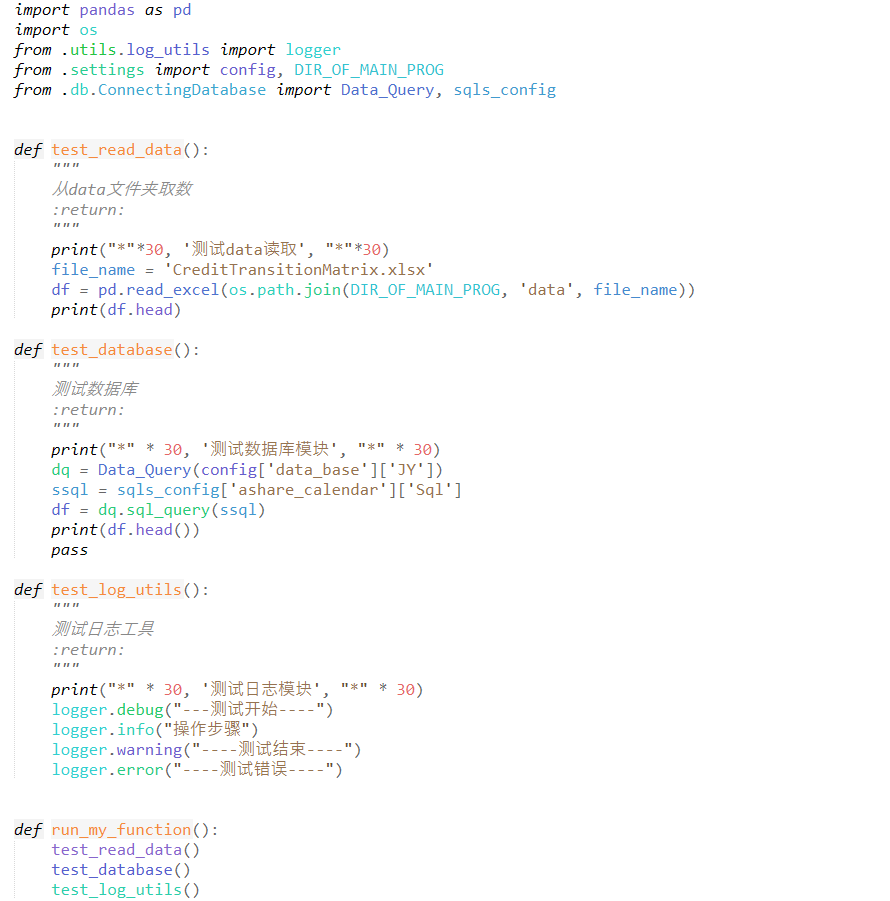 import pandas as pd
import os
from .utils.log_utils import logger
from .settings import config, DIR_OF_MAIN_PROG
from .db.ConnectingDatabase import Data_Query, sqls_config
def test_read_data():
    """
    从data文件夹取数
    :return:
    """
    print("*"*30, '测试data读取', "*"*30)
    file_name = 'CreditTransitionMatrix.xlsx'
    df = pd.read_excel(os.path.join(DIR_OF_MAIN_PROG, 'data', file_name))
    print(df.head)
def test_database():
    """
    测试数据库
    :return:
    """
    print("*" * 30, '测试数据库模块', "*" * 30)
    dq = Data_Query(config['data_base']['JY'])
    ssql = sqls_config['ashare_calendar']['Sql']
    df = dq.sql_query(ssql)
    print(df.head())
    pass
def test_log_utils():
    """
    测试日志工具
    :return:
    """
    print("*" * 30, '测试日志模块', "*" * 30)
    logger.debug("---测试开始----")
    logger.info("操作步骤")
    logger.warning("----测试结束----")
    logger.error("----测试错误----")
def run_my_function():
    test_read_data()
    test_database()
    test_log_utils()